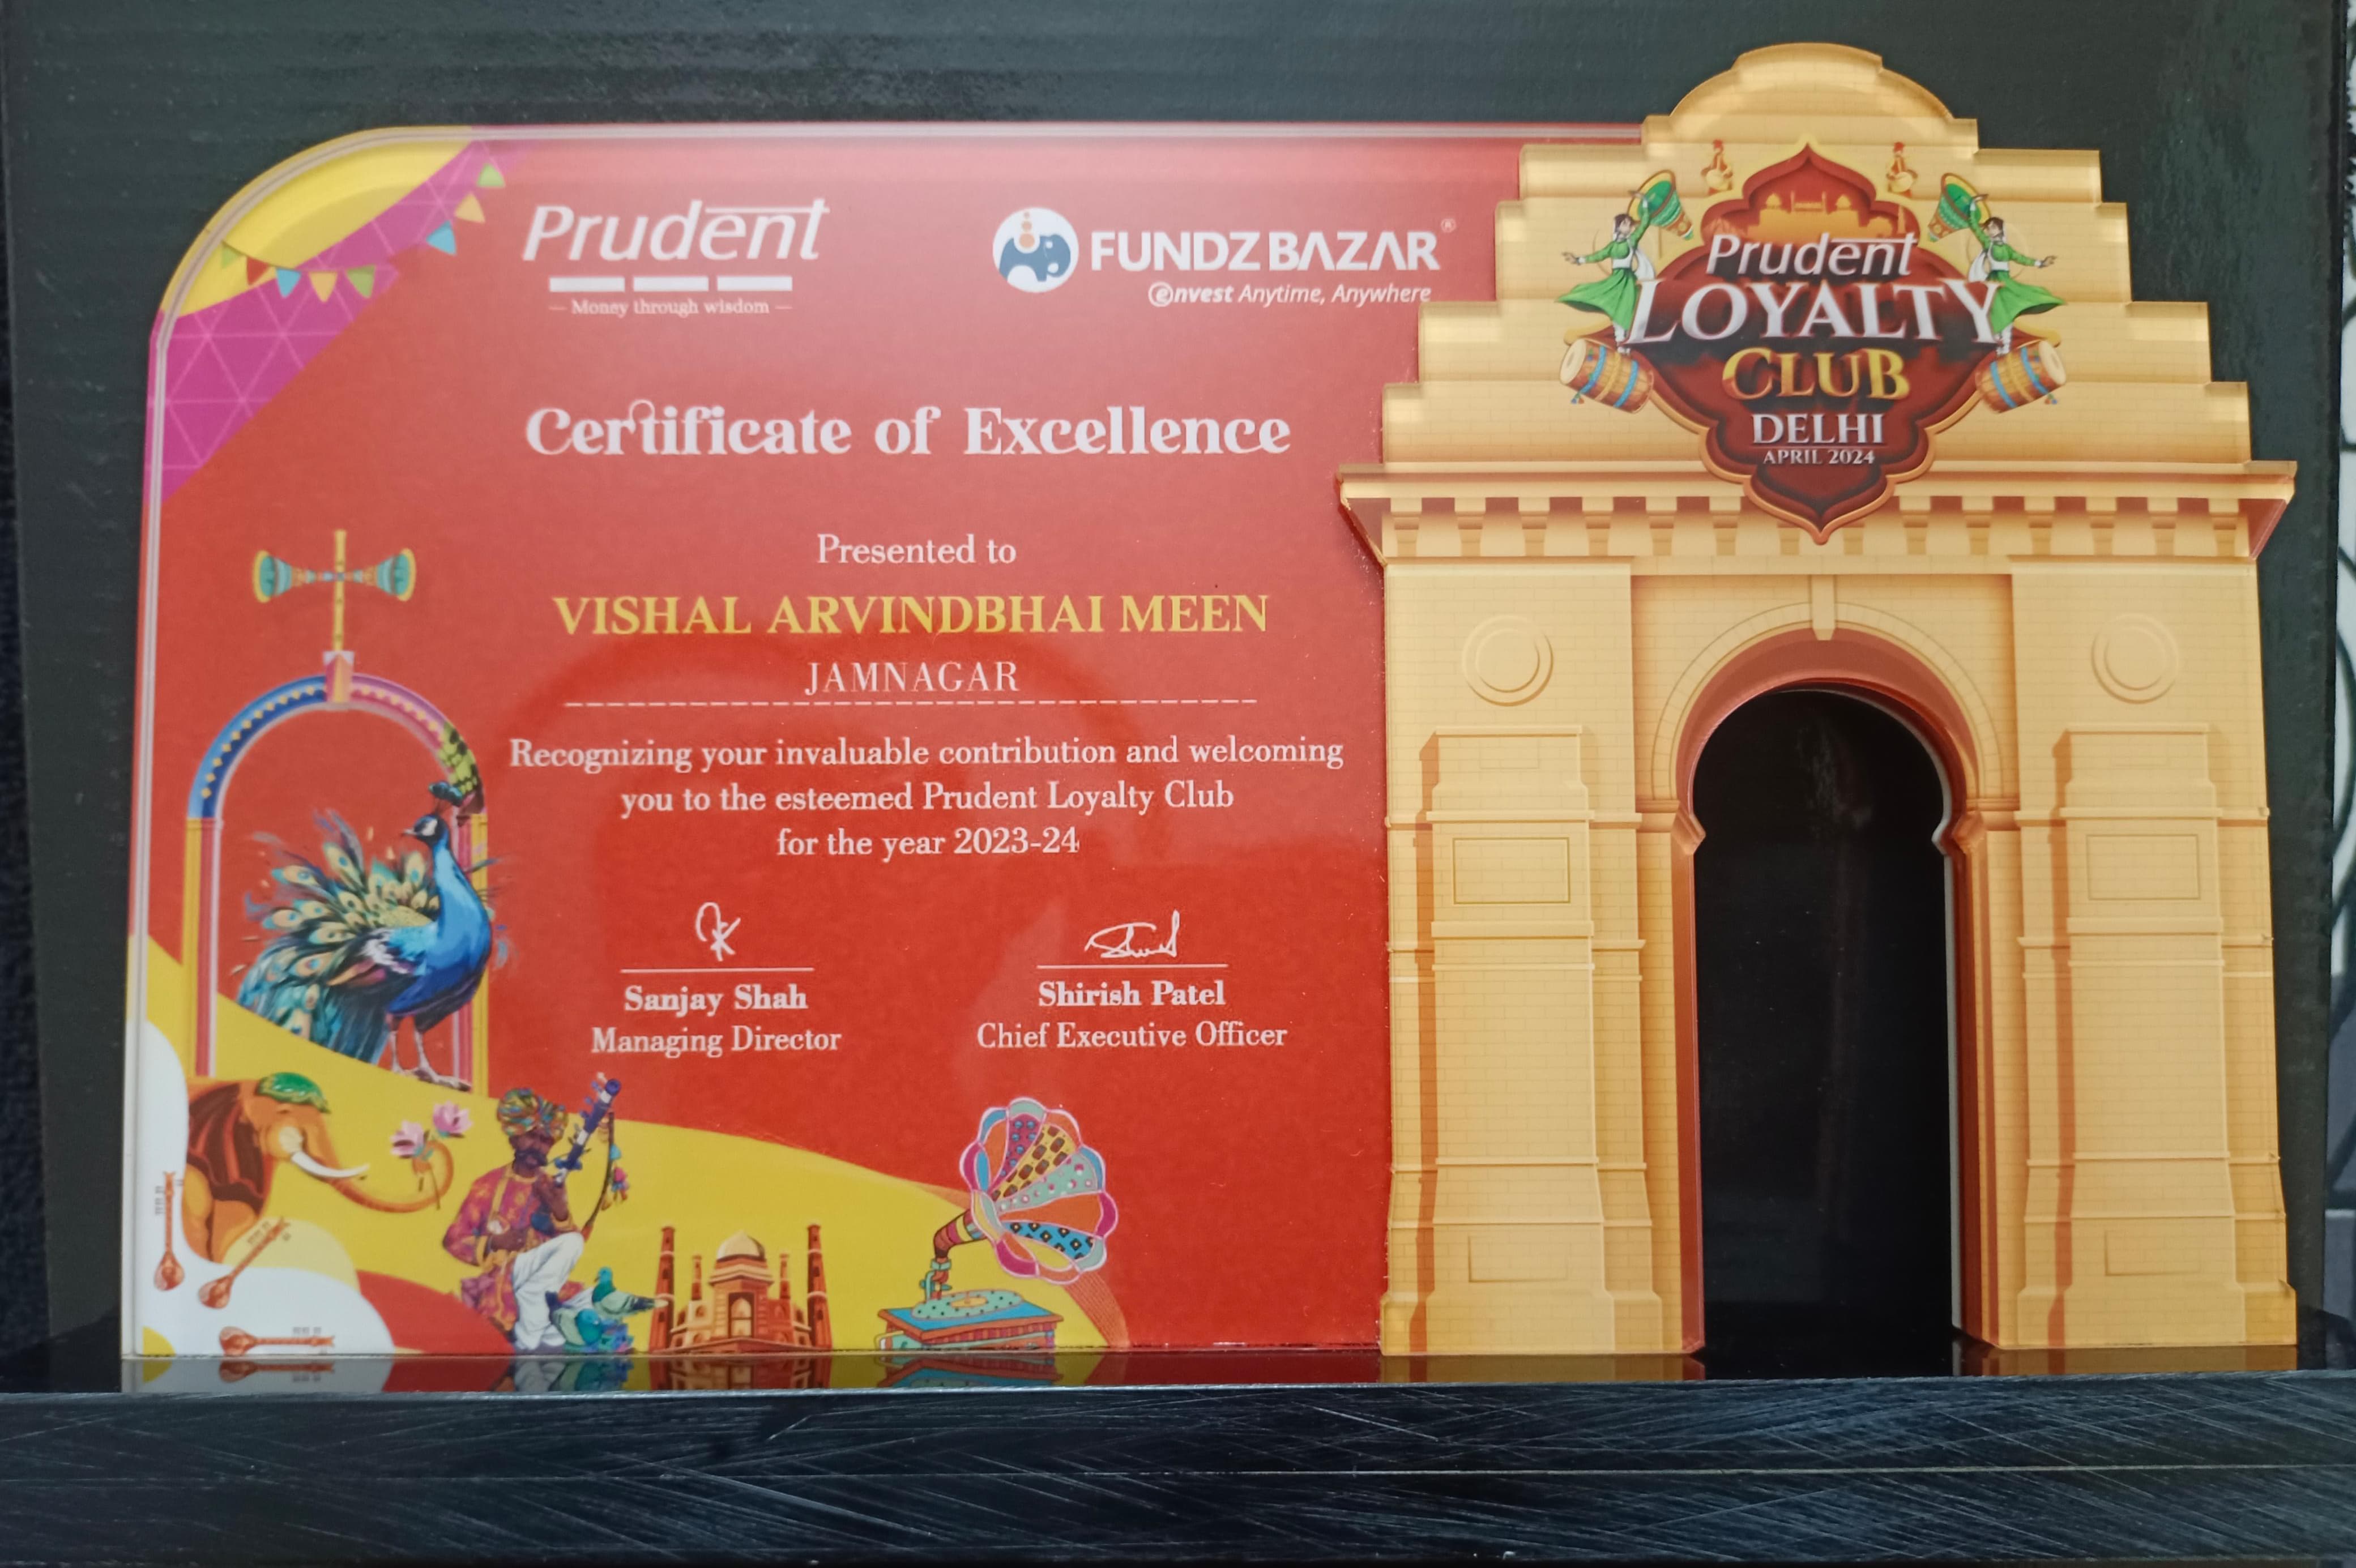 Prudent
Money through wisdom
FUNDZ BAZAR®
envest Anytime, Anywhere
Prudent
LOYALTY
CLUB
DELHI
APRIL 2024
Certificate of Excellence
Presented to
VISHAL ARVINDBHAI MEEN
JAMNAGAR
Recognizing your invaluable contribution and welcoming
you to the esteemed Prudent Loyalty Club
for the year 2023-24
Sanjay Shah
Managing Director
Shirish Patel
Chief Executive Officer